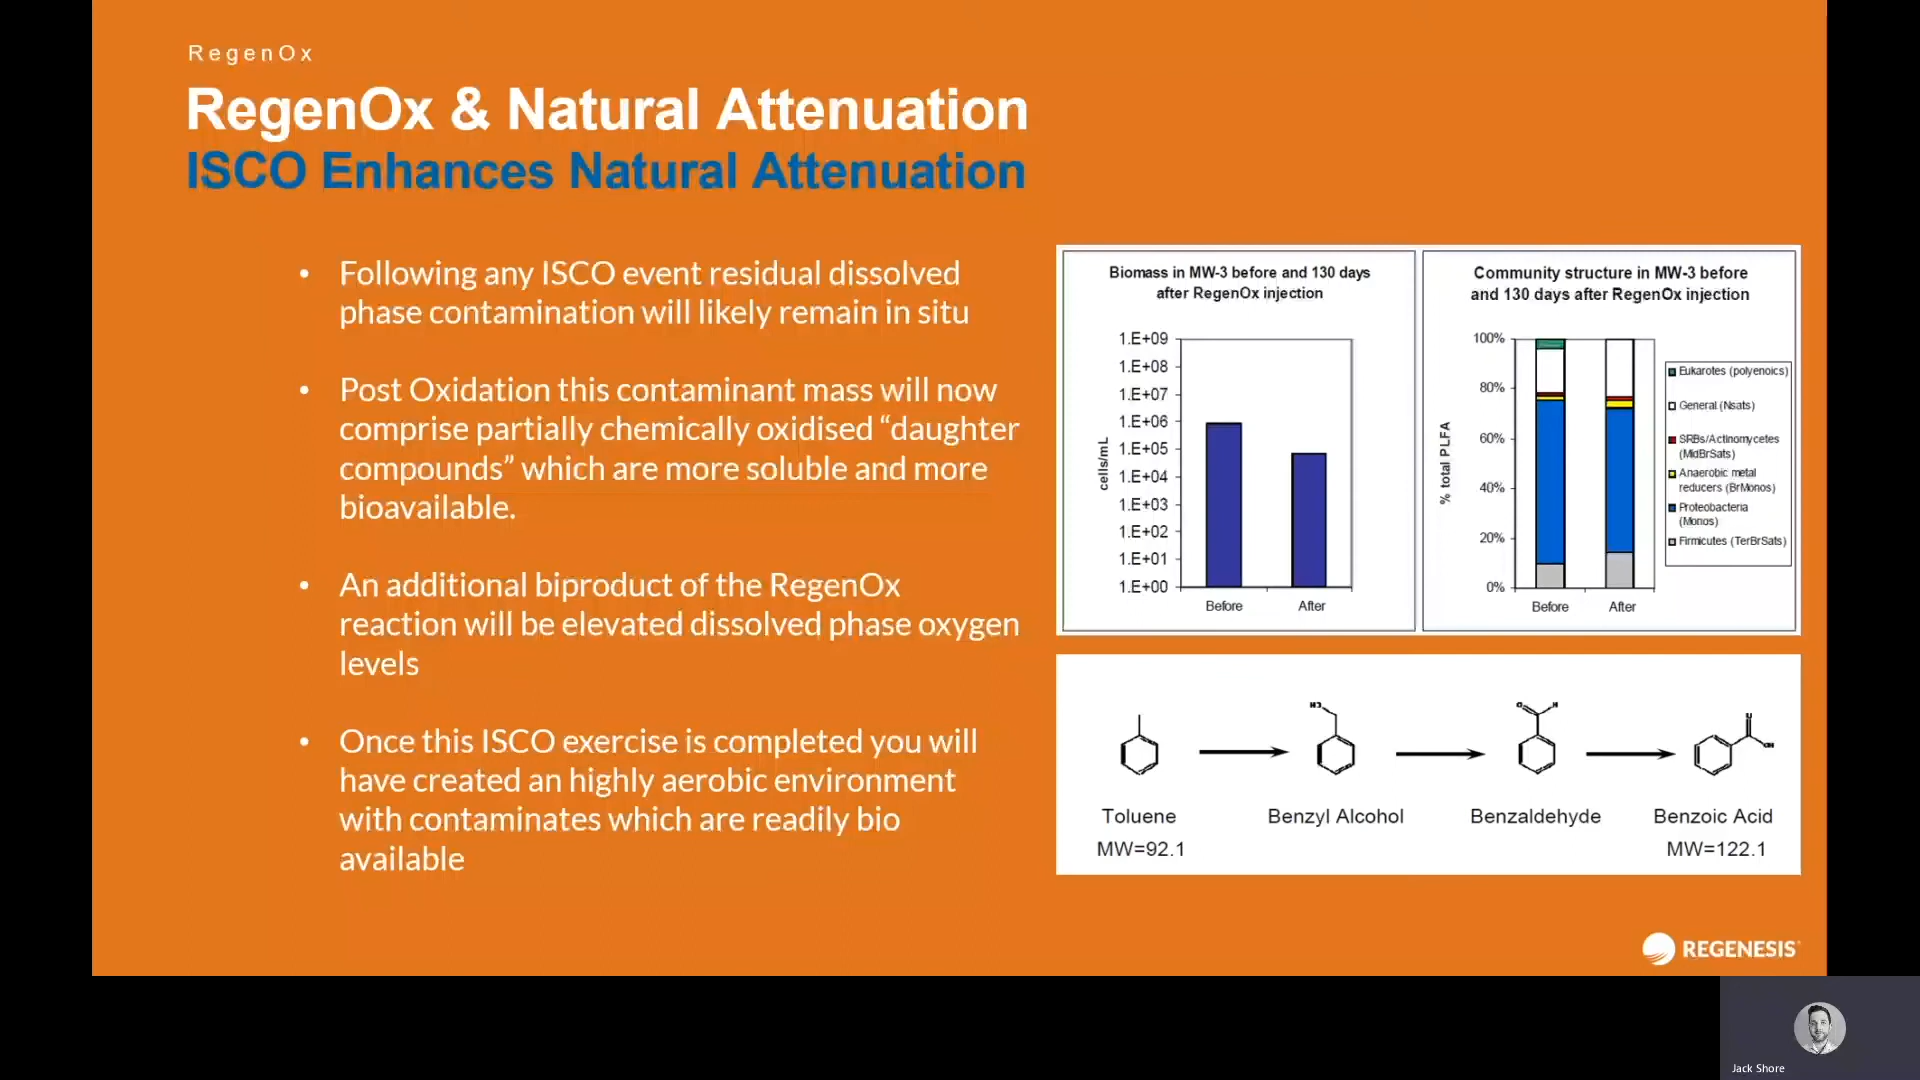 RegenOx
RegenOx & Natural Attenuation
ISCO Enhances Natural Attenuation
• Following any ISCO event residual dissolved
phase contamination will likely remain in situ
• Post Oxidation this contaminant mass will now
comprise partially chemically oxidised “daughter
compounds” which are more soluble and more
bioavailable.
• An additional biproduct of the RegenOx
reaction will be elevated dissolved phase oxygen
levels
• Once this ISCO exercise is completed you will
have created an highly aerobic environment
with contaminates which are readily bio
available
Biomass in MW-3 before and 130 days
after RegenOx injection
cells/mL
1.E+09
1.E+08
1.E+07
1.E+06
1.E+05
1.E+04
1.E+03
1.E+02
1.E+01
1.E+00
Before After
Community structure in MW-3 before
and 130 days after RegenOx injection
% total PLFA
100%
80%
60%
40%
20%
0%
Before After
Eukarotes (polyenoics)
General (Nsats)
SRBs/Actinomycetes
(MidBrSats)
Anaerobic metal
reducers (BrMonos)
Proteobacteria
(Monos)
Firmicutes (TerBrSats)
Toluene
MW=92.1
Benzyl Alcohol
Benzaldehyde
Benzoic Acid
MW=122.1
REGENESIS
Jack Shore